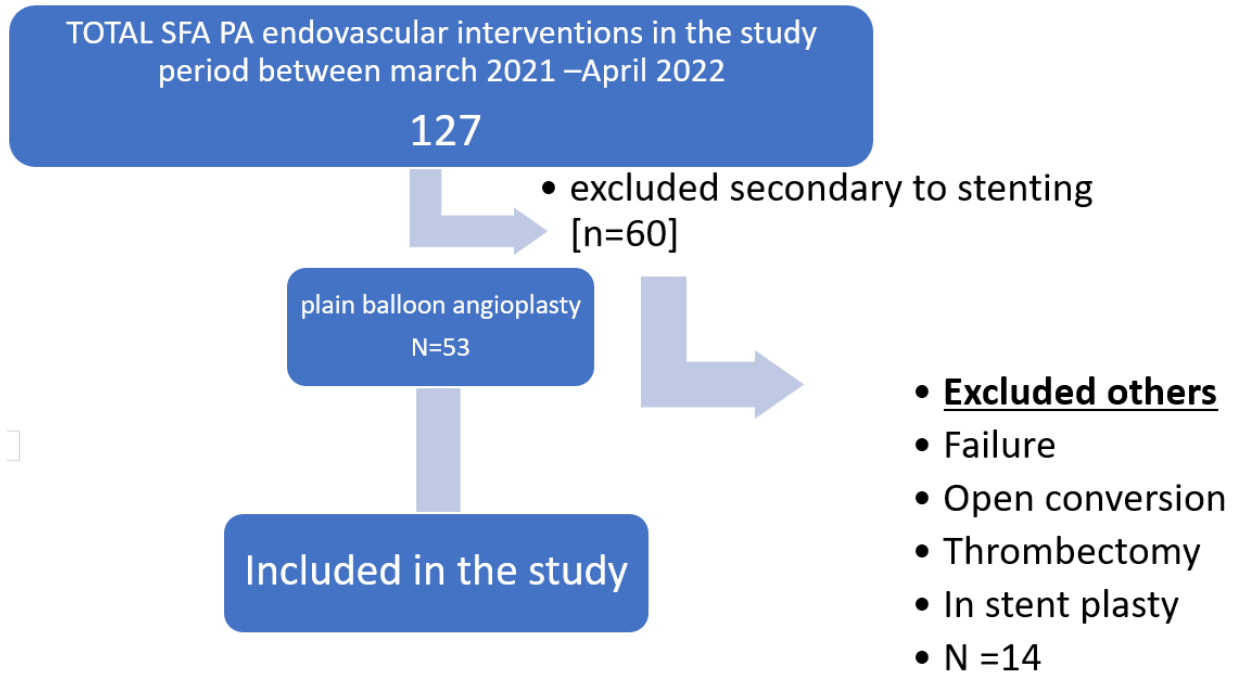 TOTAL SFA PA endovascular interventions in the study
period between march 2021 –April 2022
127
• excluded secondary to stenting
[n=60]
plain balloon angioplasty
N=53
Included in the study
• Excluded others
• Failure
• Open conversion
• Thrombectomy
• In stent plasty
• N =14